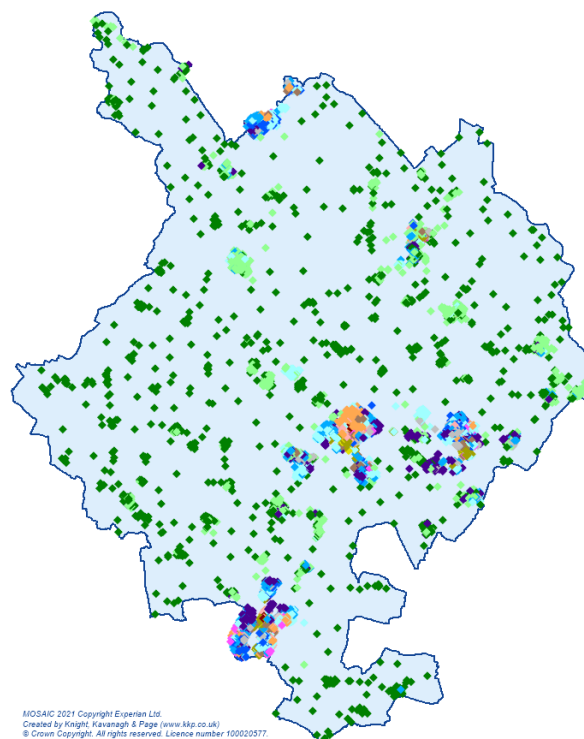 MOSAIC 2021 Copyright Experian Ltd.
Created by Knight, Kavanagh & Page (www.kkp.co.uk)
© Crown Copyright. All rights reserved. Licence number 100020577.